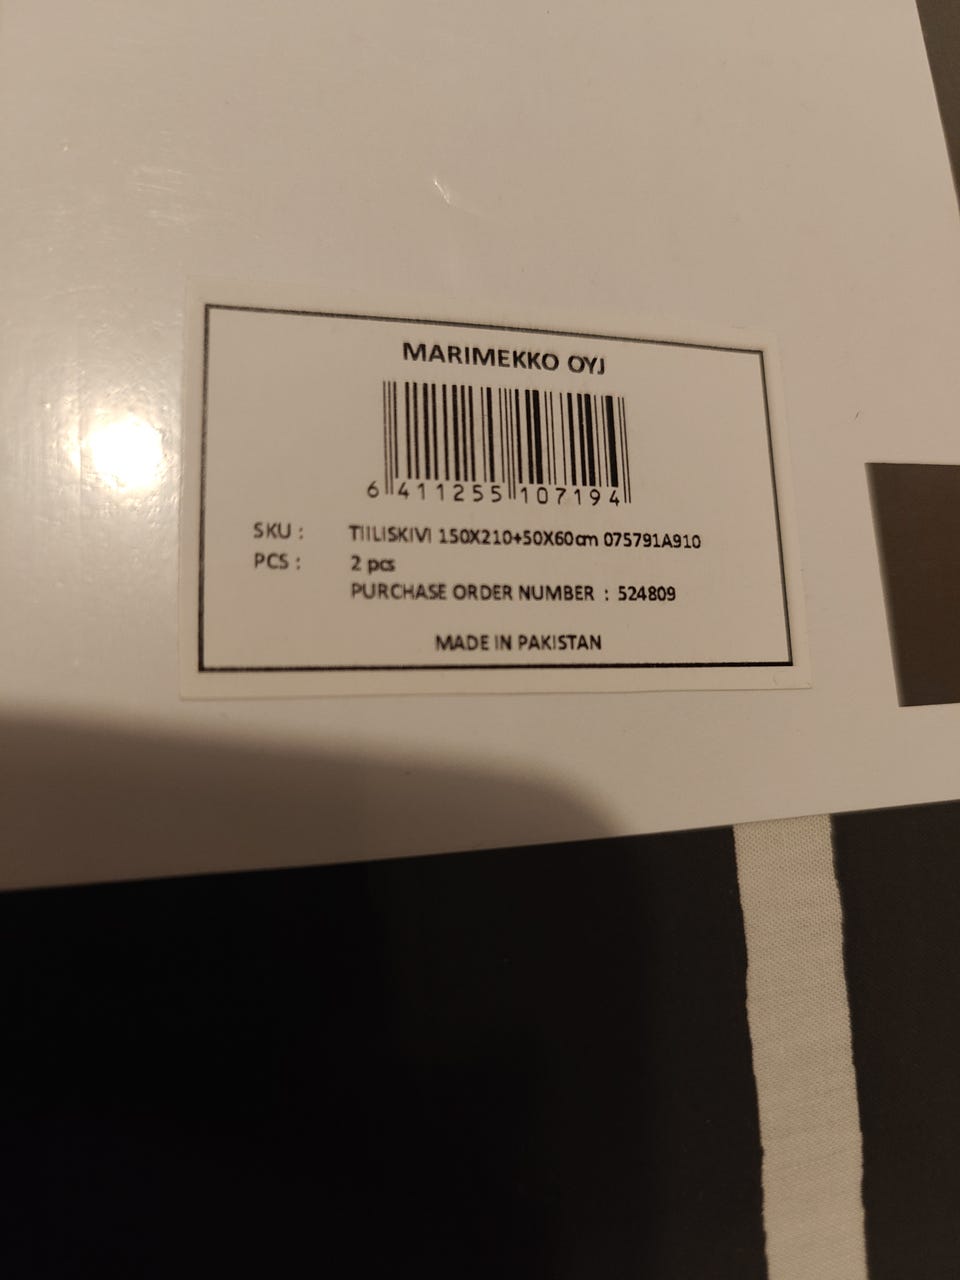 MARIMEKKO OYJ
6 411255 107194
SKU : TIILISKIVI 150X210+50X60cm 075791A910
PCS : 2 pcs
PURCHASE ORDER NUMBER : 524809
MADE IN PAKISTAN